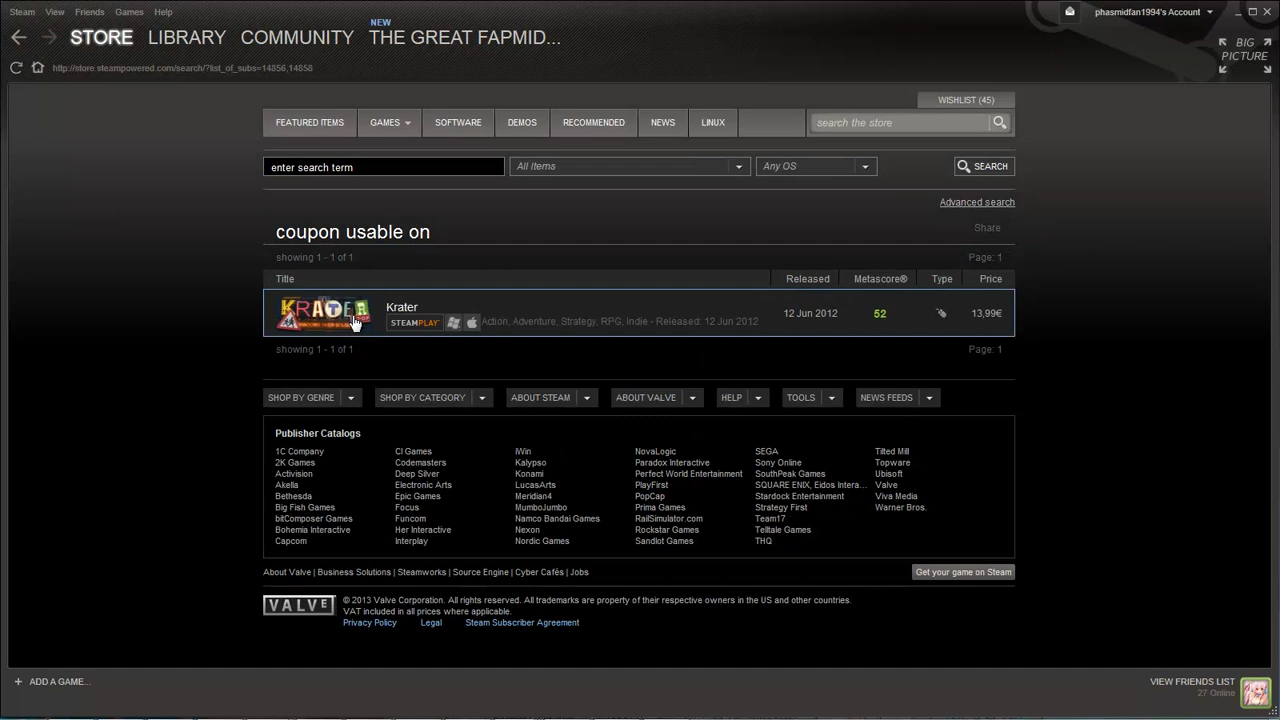 Steam View Friends Games Help
phasmidfan1994's Account
NEW
STORE LIBRARY COMMUNITY THE GREAT FAPMID...
BIG PICTURE
http://store.steampowered.com/search/?list_of_subs=14856,14858
WISHLIST (45)
FEATURED ITEMS GAMES SOFTWARE DEMOS RECOMMENDED NEWS LINUX search the store
enter search term All Items Any OS SEARCH
Advanced search
coupon usable on Share
showing 1 - 1 of 1 Page: 1
Title Released Metascore® Type Price
KRATER
Krater
STEAMPLAY Action, Adventure, Strategy, RPG, Indie - Released: 12 Jun 2012
12 Jun 2012 52 13,99€
showing 1 - 1 of 1 Page: 1
SHOP BY GENRE SHOP BY CATEGORY ABOUT STEAM ABOUT VALVE HELP TOOLS NEWS FEEDS
Publisher Catalogs
1C Company CI Games iWin NovaLogic SEGA Tilted Mill
2K Games Codemasters Kalypso Paradox Interactive Sony Online Topware
Activision Deep Silver Konami Perfect World Entertainment SouthPeak Games Ubisoft
Akella Electronic Arts LucasArts PlayFirst SQUARE ENIX, Eidos Intera... Valve
Bethesda Epic Games Meridian4 PopCap Stardock Entertainment Viva Media
Big Fish Games Focus MumboJumbo Prima Games Strategy First Warner Bros.
bitComposer Games Funcom Namco Bandai Games RailSimulator.com Team17
Bohemia Interactive Her Interactive Nexon Rockstar Games Telltale Games
Capcom Interplay Nordic Games Sandlot Games THQ
About Valve | Business Solutions | Steamworks | Source Engine | Cyber Cafés | Jobs
Get your game on Steam
VALVE
© 2013 Valve Corporation. All rights reserved. All trademarks are property of their respective owners in the US and other countries.
VAT included in all prices where applicable.
Privacy Policy Legal Steam Subscriber Agreement
+ ADD A GAME...
VIEW FRIENDS LIST
27 Online